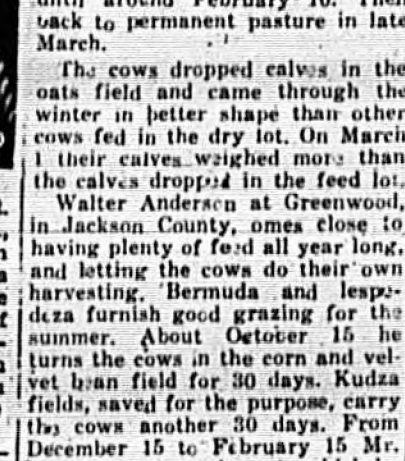 until around February 10. Then
back to permanent pasture in late
March.
The cows dropped calves in the
oats field and came through the
winter in better shape than other
cows fed in the dry lot. On March
1 their calves weighed more than
the calves dropped in the feed lot.
Walter Anderson at Greenwood,
in Jackson County, omes close to
having plenty of feed all year long,
and letting the cows do their own
harvesting. Bermuda and lespe-
deza furnish good grazing for the
summer. About October 15 he
turns the cows in the corn and vel-
vet bean field for 30 days. Kudza
fields, saved for the purpose, carry
the cows another 30 days. From
December 15 to February 15 Mr.